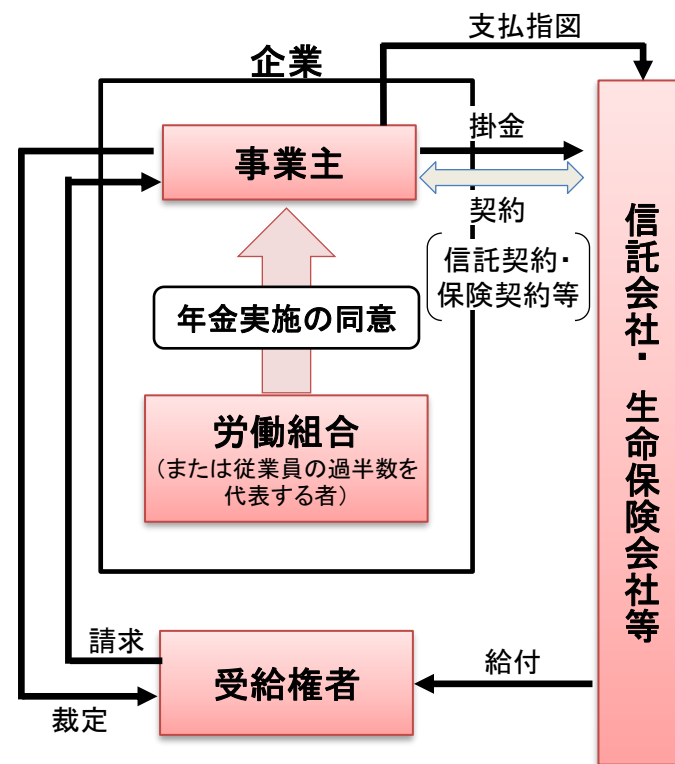 支払指図
企業
事業主
掛金
契約
信託契約・
保険契約等
年金実施の同意
労働組合
（または従業員の過半数を
代表する者）
信託会社・生命保険会社等
請求
受給権者
給付
裁定